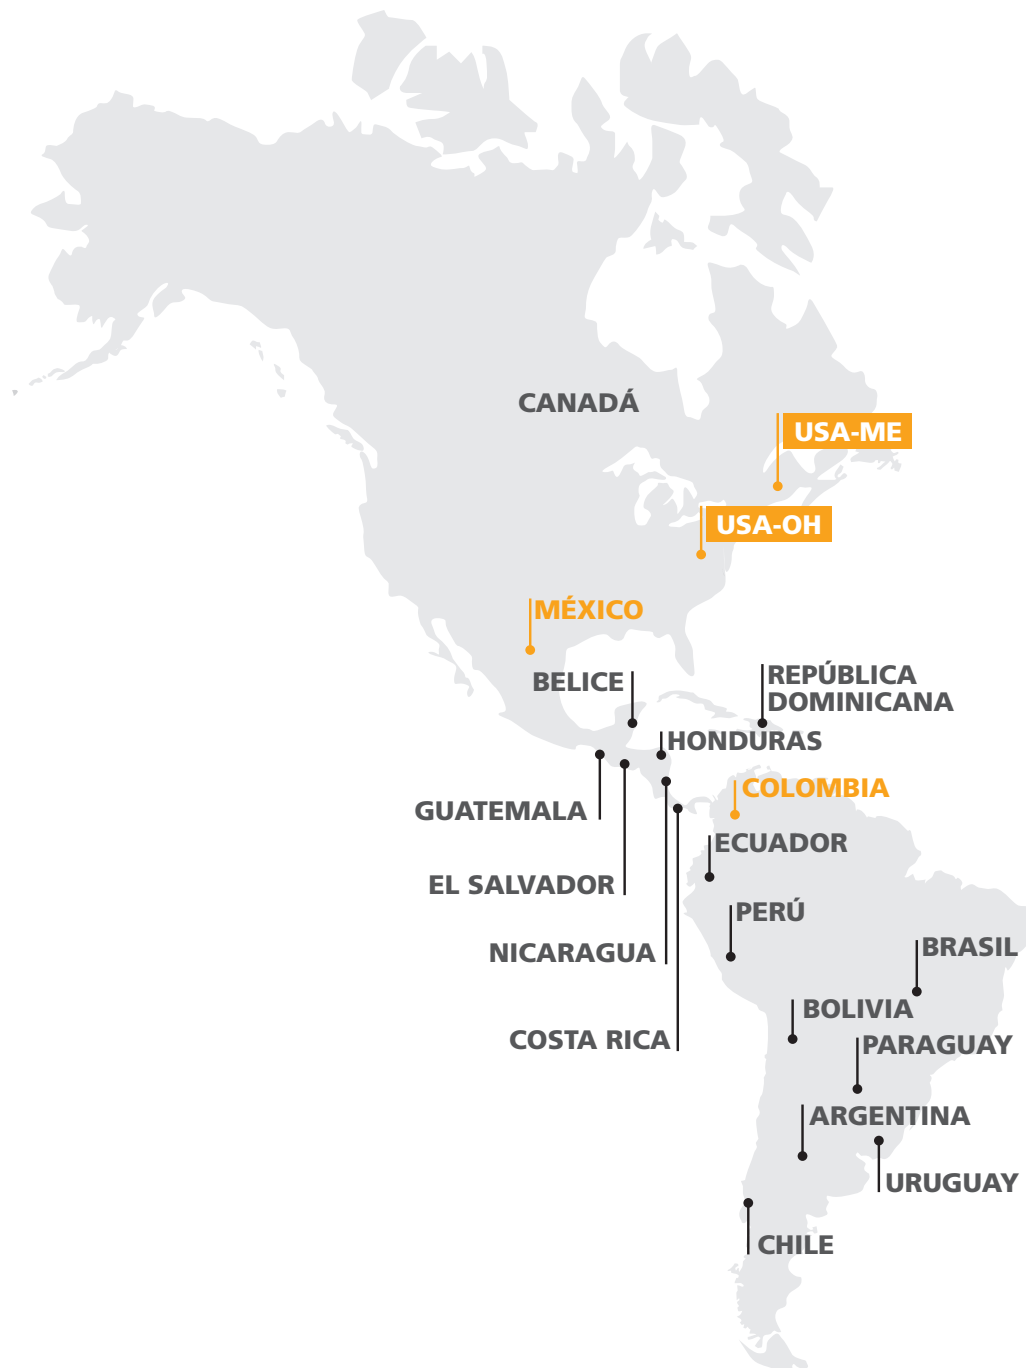 CANADÁ
USA-ME
USA-OH
MÉXICO
BELICE
REPÚBLICA
DOMINICANA
HONDURAS
COLOMBIA
GUATEMALA
ECUADOR
EL SALVADOR
PERÚ
NICARAGUA
BRASIL
BOLIVIA
COSTA RICA
PARAGUAY
ARGENTINA
URUGUAY
CHILE